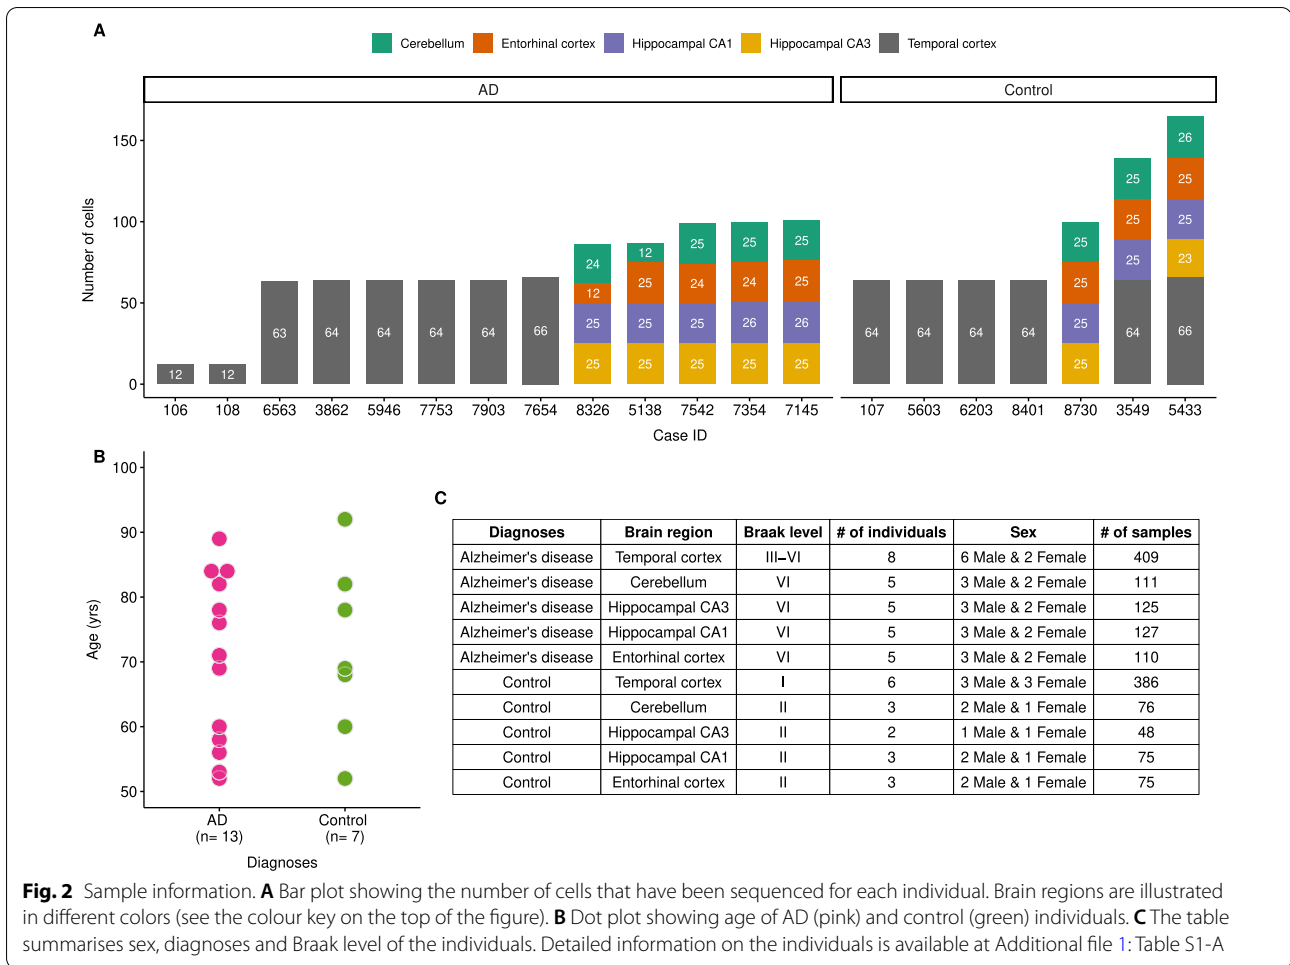 A
Cerebellum Entorhinal cortex Hippocampal CA1 Hippocampal CA3 Temporal cortex
AD Control
Number of cells
150
100
50
0
12 12 63 64 64 64 64 66
24 12 25 25
12 25 25 25
25 24 25 25
25 24 26 25
25 25 26 25
64 64 64 64
25 25 25 25
25 25 25 64
26 25 25 23 66
106 108 6563 3862 5946 7753 7903 7654 8326 5138 7542 7354 7145 107 5603 6203 8401 8730 3549 5433
Case ID
B
Age (yrs)
100
90
80
70
60
50
AD Control
(n= 13) (n= 7)
Diagnoses
C
Diagnoses Brain region Braak level # of individuals Sex # of samples
Alzheimer's disease Temporal cortex III–VI 8 6 Male & 2 Female 409
Alzheimer's disease Cerebellum VI 5 3 Male & 2 Female 111
Alzheimer's disease Hippocampal CA3 VI 5 3 Male & 2 Female 125
Alzheimer's disease Hippocampal CA1 VI 5 3 Male & 2 Female 127
Alzheimer's disease Entorhinal cortex VI 5 3 Male & 2 Female 110
Control Temporal cortex I 6 3 Male & 3 Female 386
Control Cerebellum II 3 2 Male & 1 Female 76
Control Hippocampal CA3 II 2 1 Male & 1 Female 48
Control Hippocampal CA1 II 3 2 Male & 1 Female 75
Control Entorhinal cortex II 3 2 Male & 1 Female 75
Fig. 2 Sample information. A Bar plot showing the number of cells that have been sequenced for each individual. Brain regions are illustrated
in different colors (see the colour key on the top of the figure). B Dot plot showing age of AD (pink) and control (green) individuals. C The table
summarises sex, diagnoses and Braak level of the individuals. Detailed information on the individuals is available at Additional file 1: Table S1-A